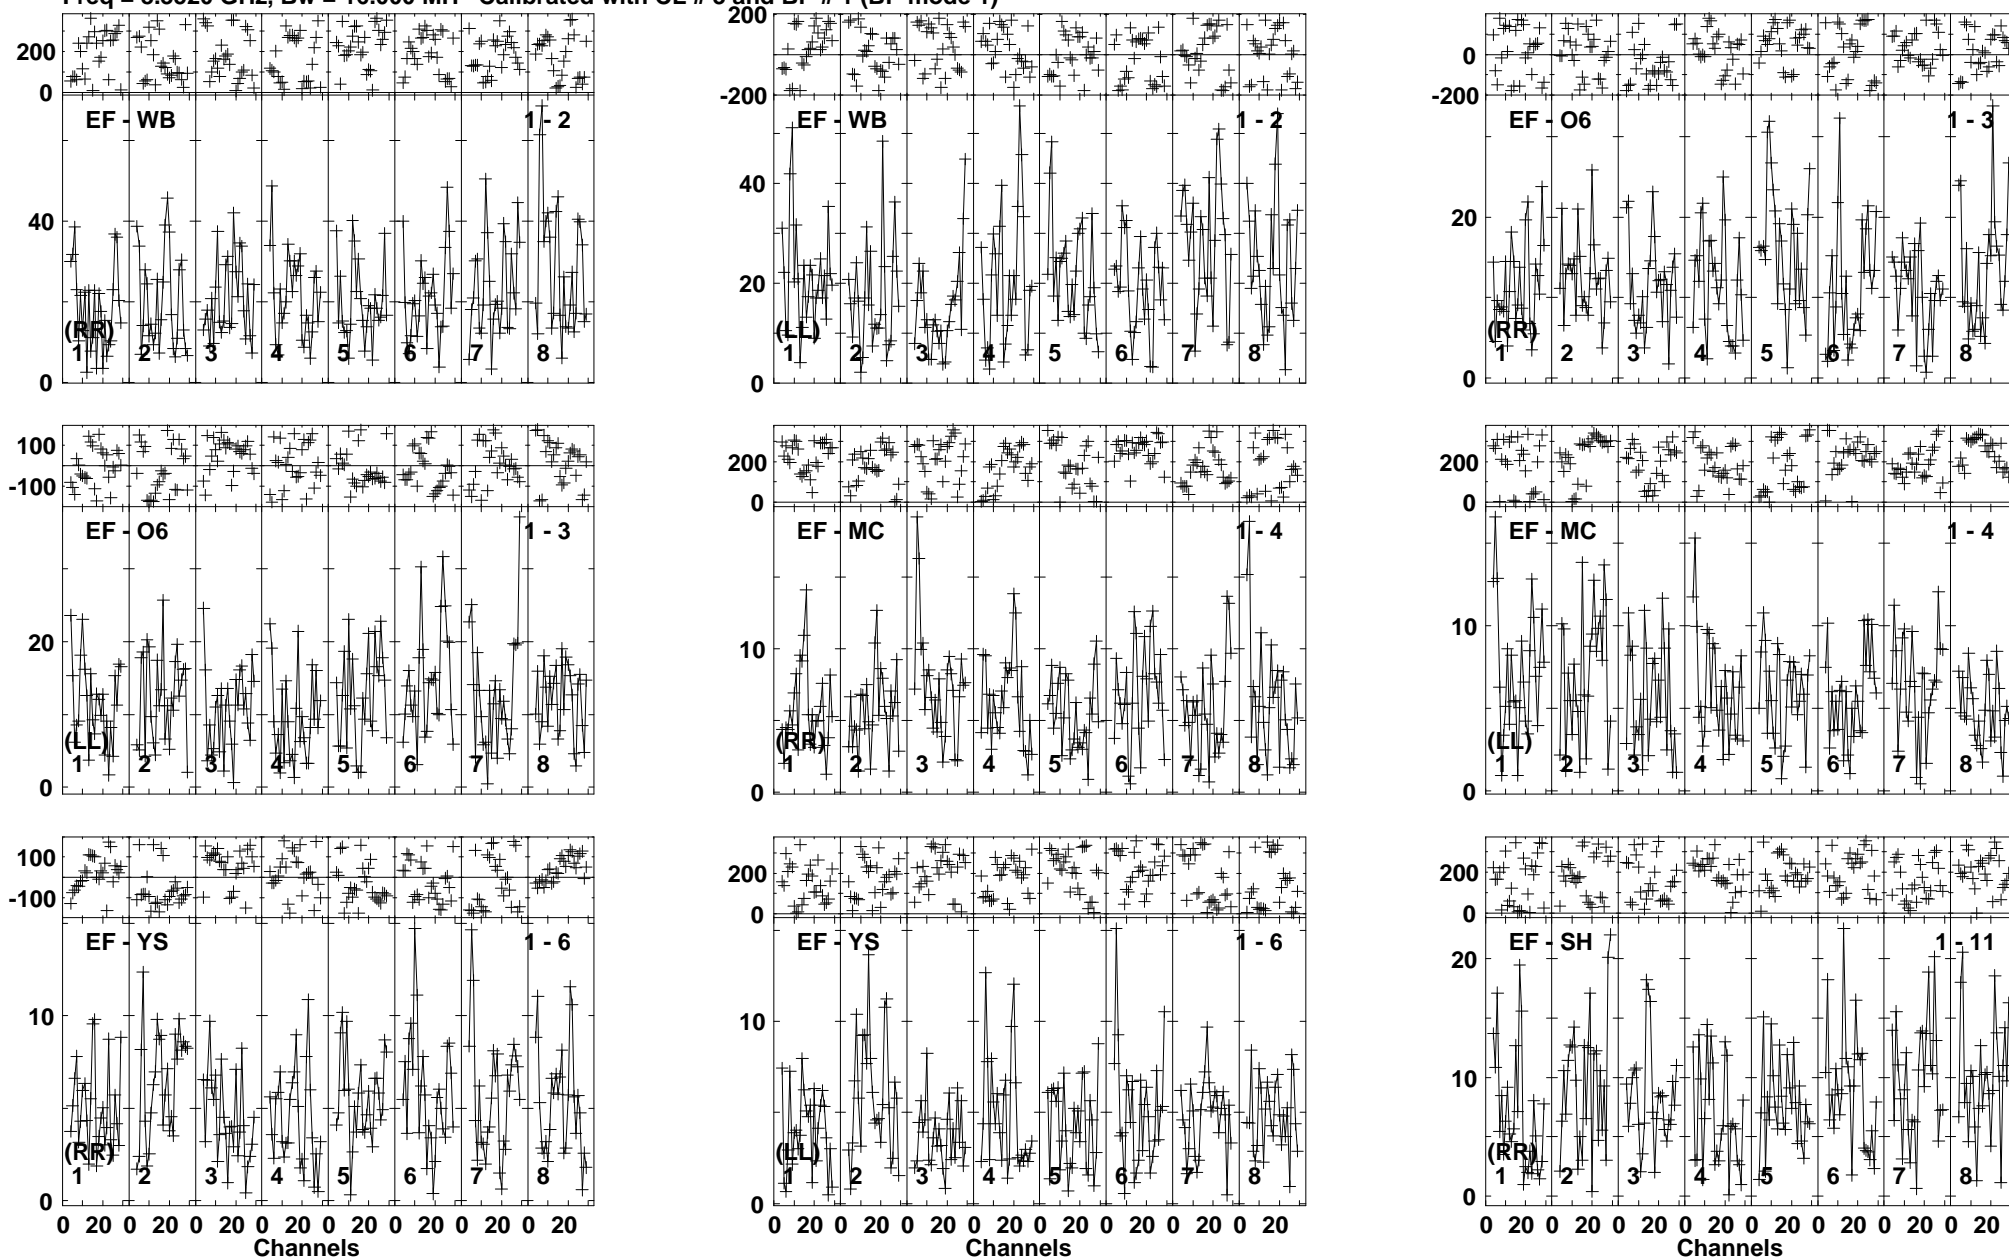 200 0 EF - WB 1 - 2 40 0 (RR) 1 2 3 4 5 6 7 8
200 -200 EF - WB 1 - 2 40 20 0 (LL) 1 2 3 4 5 6 7 8
0 -200 EF - O6 1 - 3 20 0 (RR) 1 2 3 4 5 6 7 8
100 -100 EF - O6 1 - 3 20 0 (LL) 1 2 3 4 5 6 7 8
200 0 EF - MC 1 - 4 10 0 (RR) 1 2 3 4 5 6 7 8
200 0 EF - MC 1 - 4 10 0 (LL) 1 2 3 4 5 6 7 8
100 -100 EF - YS 1 - 6 10 0 (RR) 1 2 3 4 5 6 7 8
200 0 EF - YS 1 - 6 10 0 (LL) 1 2 3 4 5 6 7 8
200 0 EF - SH 1 - 11 20 10 0 (RR) 1 2 3 4 5 6 7 8
0 20 0 20 0 20 0 20 0 20 0 20 0 20 0 20
Channels
0 20 0 20 0 20 0 20 0 20 0 20 0 20 0 20
Channels
0 20 0 20 0 20 0 20 0 20 0 20 0 20 0 20
Channels